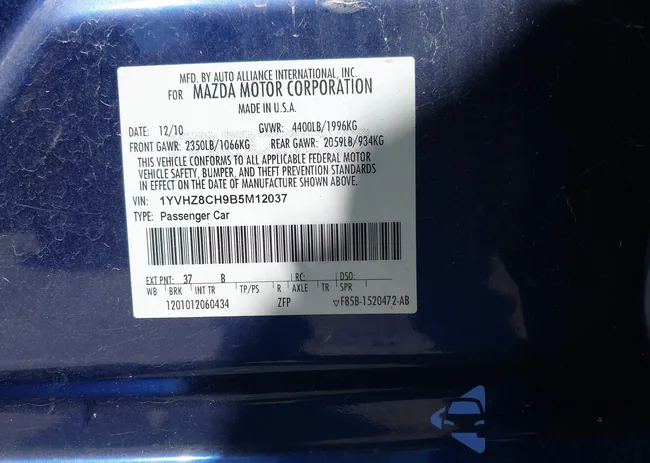 MFD. BY AUTO ALLIANCE INTERNATIONAL, INC.
FOR MAZDA MOTOR CORPORATION
MADE IN U.S.A.
DATE: 12/10 GVWR: 4400LB/1996KG
FRONT GAWR: 2350LB/1066KG REAR GAWR: 2059LB/934KG
THIS VEHICLE CONFORMS TO ALL APPLICABLE FEDERAL MOTOR
VEHICLE SAFETY, BUMPER, AND THEFT PREVENTION STANDARDS
IN EFFECT ON THE DATE OF MANUFACTURE SHOWN ABOVE.
VIN: 1YVHZ8CH9B5M12037
TYPE: Passenger Car
EXT PNT: 37 B RC: DSO:
WB BRK INT TR TP/PS R AXLE TR SPR
1201012060434 ZFP ▽F85B-1520472-AB